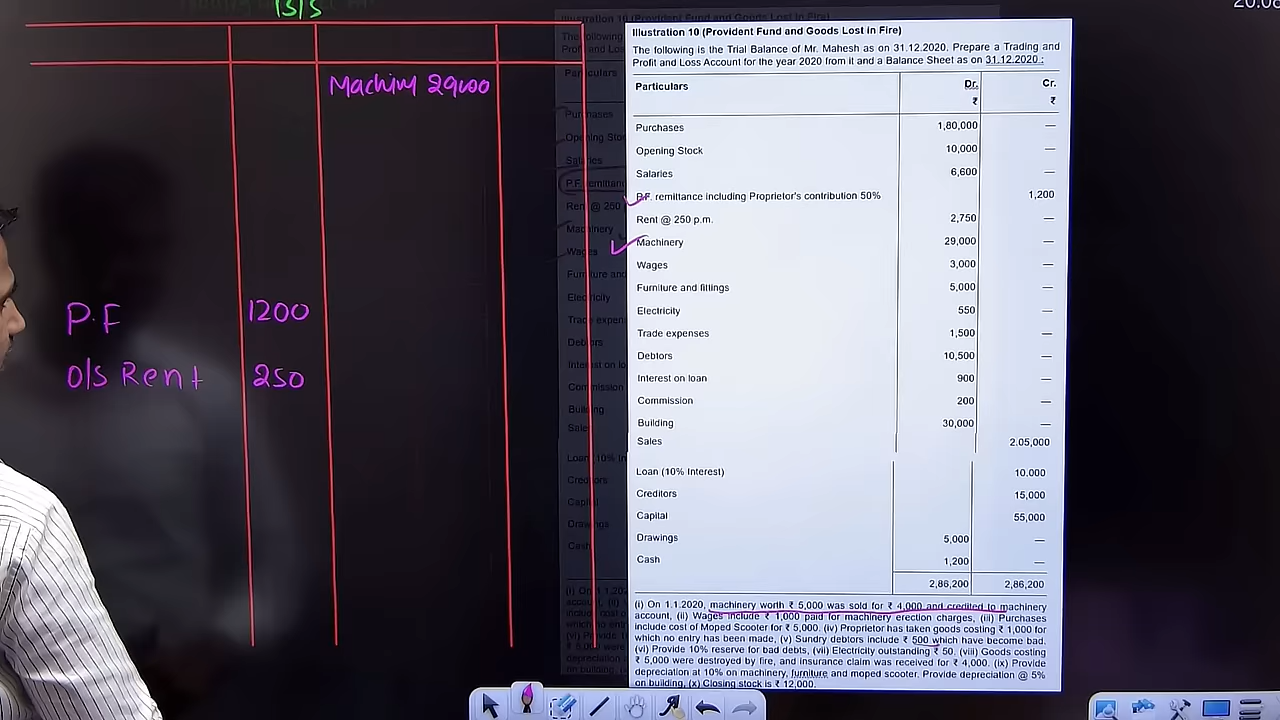 B/S
Machiny 29000
P.F 1200
O/s Rent 250
Illustration 10 (Provident Fund and Goods Lost in Fire)
The following is the Trial Balance of Mr. Mahesh as on 31.12.2020. Prepare a Trading and
Profit and Loss Account for the year 2020 from it and a Balance Sheet as on 31.12.2020 :
Particulars Dr. Cr.
₹ ₹
Purchases 1,80,000 —
Opening Stock 10,000 —
Salaries 6,600 —
P.F. remittance including Proprietor's contribution 50% 1,200
Rent @ 250 p.m. 2,750 —
Machinery 29,000 —
Wages 3,000 —
Furniture and fittings 5,000 —
Electricity 550 —
Trade expenses 1,500 —
Debtors 10,500 —
Interest on loan 900 —
Commission 200 —
Building 30,000 —
Sales 2,05,000
Loan (10% Interest) 10,000
Creditors 15,000
Capital 55,000
Drawings 5,000 —
Cash 1,200 —
2,86,200 2,86,200
(i) On 1.1.2020, machinery worth ₹ 5,000 was sold for ₹ 4,000 and credited to machinery
account, (ii) Wages include ₹ 1,000 paid for machinery erection charges, (iii) Purchases
include cost of Moped Scooter for ₹ 5,000, (iv) Proprietor has taken goods costing ₹ 1,000 for
which no entry has been made, (v) Sundry debtors include ₹ 500 which have become bad.
(vi) Provide 10% reserve for bad debts, (vii) Electricity outstanding ₹ 50, (viii) Goods costing
₹ 5,000 were destroyed by fire, and insurance claim was received for ₹ 4,000. (ix) Provide
depreciation at 10% on machinery, furniture and moped scooter. Provide depreciation @ 5%
on building, (x) Closing stock is ₹ 12,000.